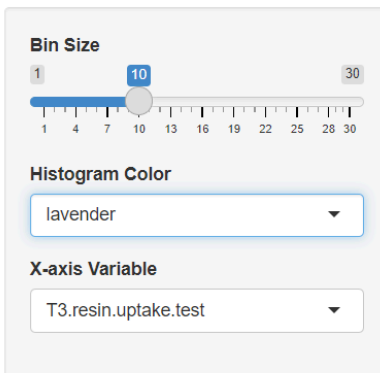 Bin Size
1 10 30
1 4 7 10 13 16 19 22 25 28 30
Histogram Color
lavender
X-axis Variable
T3.resin.uptake.test